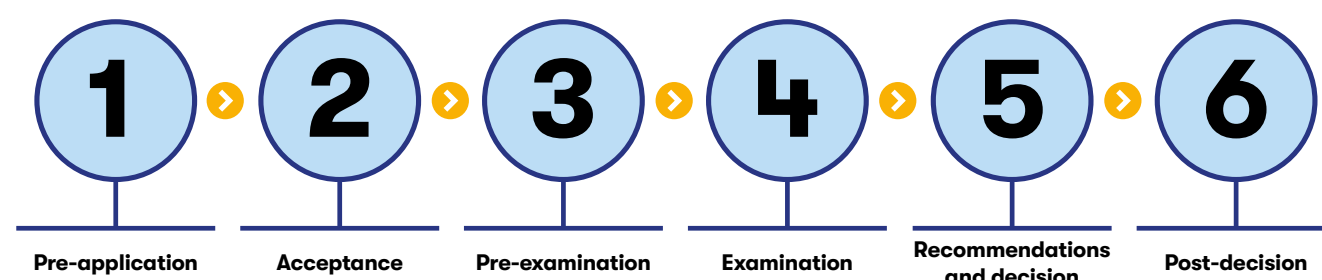 1
2
3
4
5
6
Pre-application
Acceptance
Pre-examination
Examination
Recommendations
and decision
Post-decision